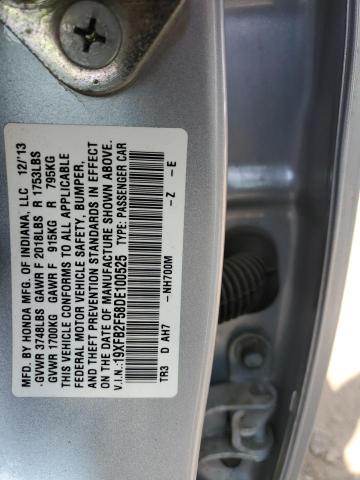 MFD. BY HONDA MFG. OF INDIANA, LLC 12/'13
GVWR 3748LBS GAWR F 2018LBS R 1753LBS
GVWR 1700KG GAWR F 915KG R 795KG
THIS VEHICLE CONFORMS TO ALL APPLICABLE
FEDERAL MOTOR VEHICLE SAFETY, BUMPER,
AND THEFT PREVENTION STANDARDS IN EFFECT
ON THE DATE OF MANUFACTURE SHOWN ABOVE.
V.I.N.:19XFB2F58DE100525 TYPE: PASSENGER CAR
TR3 D AH7 - NH700M - Z - E